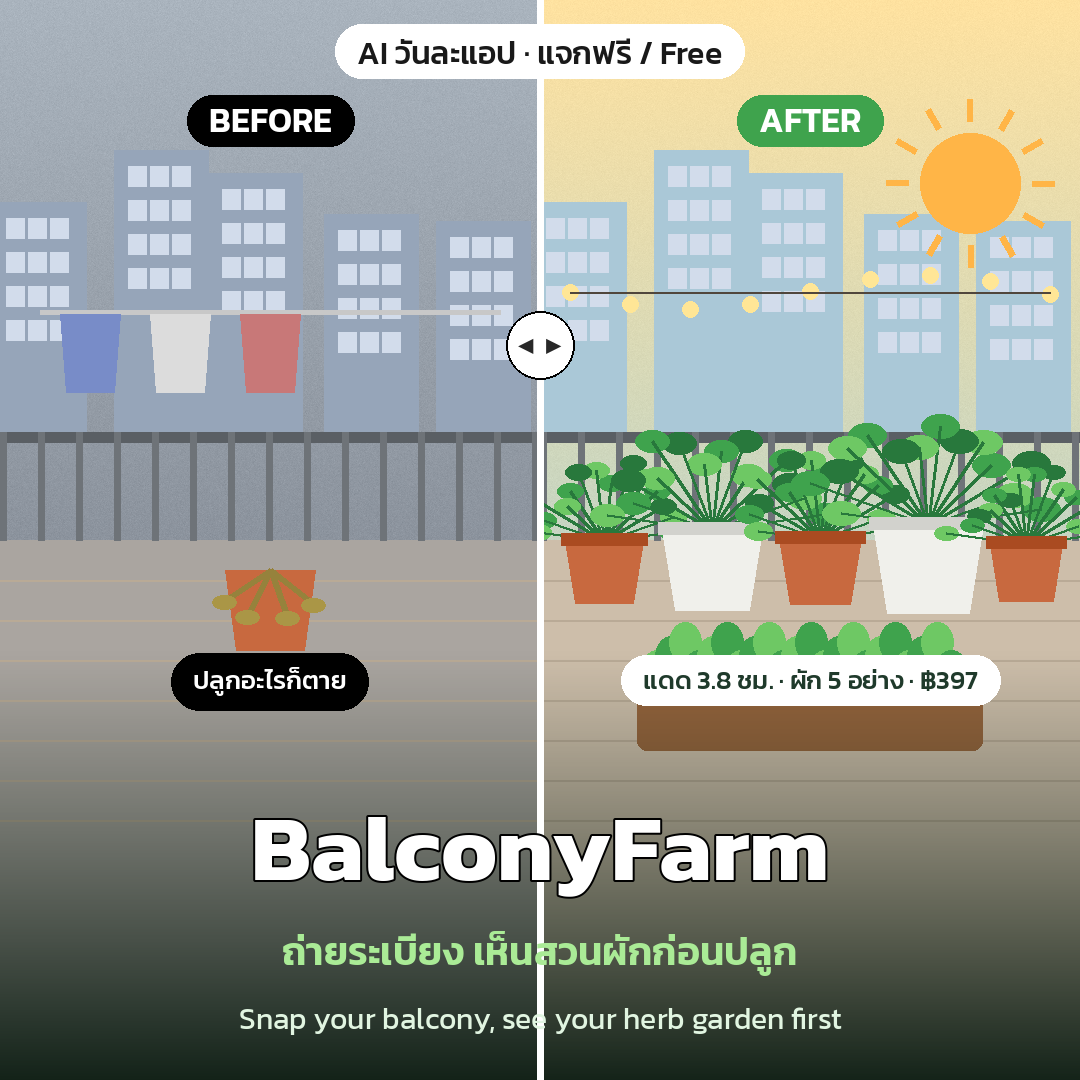 AI วันละแอป · แจกฟรี / Free
BEFORE
AFTER
ปลูกอะไรก็ตาย
แดด 3.8 ชม. · ผัก 5 อย่าง · ฿397
BalconyFarm
ถ่ายระเบียง เห็นสวนผักก่อนปลูก
Snap your balcony, see your herb garden first